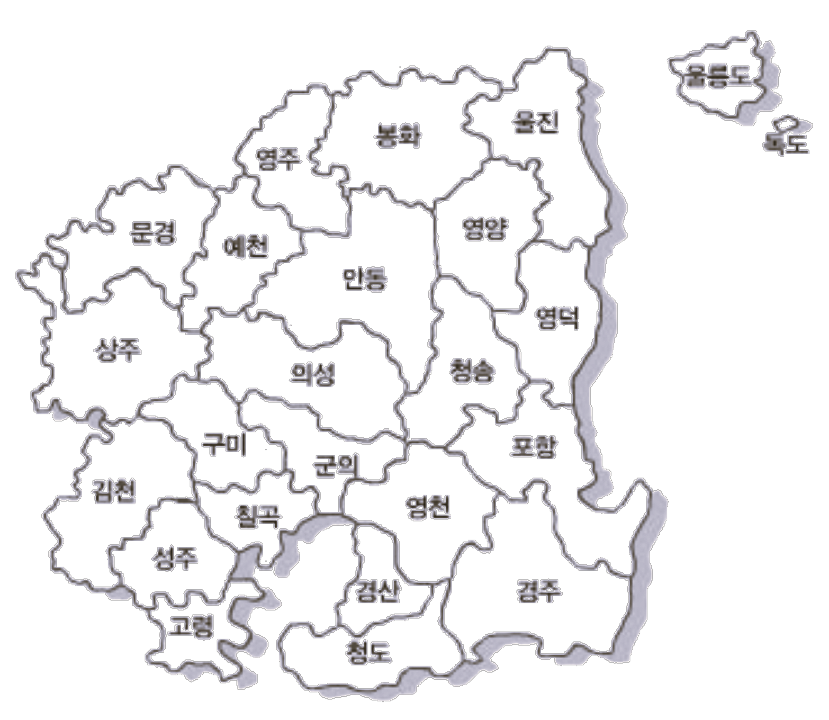 울릉도
독도
울진
봉화
영주
영양
문경
예천
안동
영덕
상주
의성
청송
구미
포항
군의
김천
영천
칠곡
성주
경산
경주
고령
청도